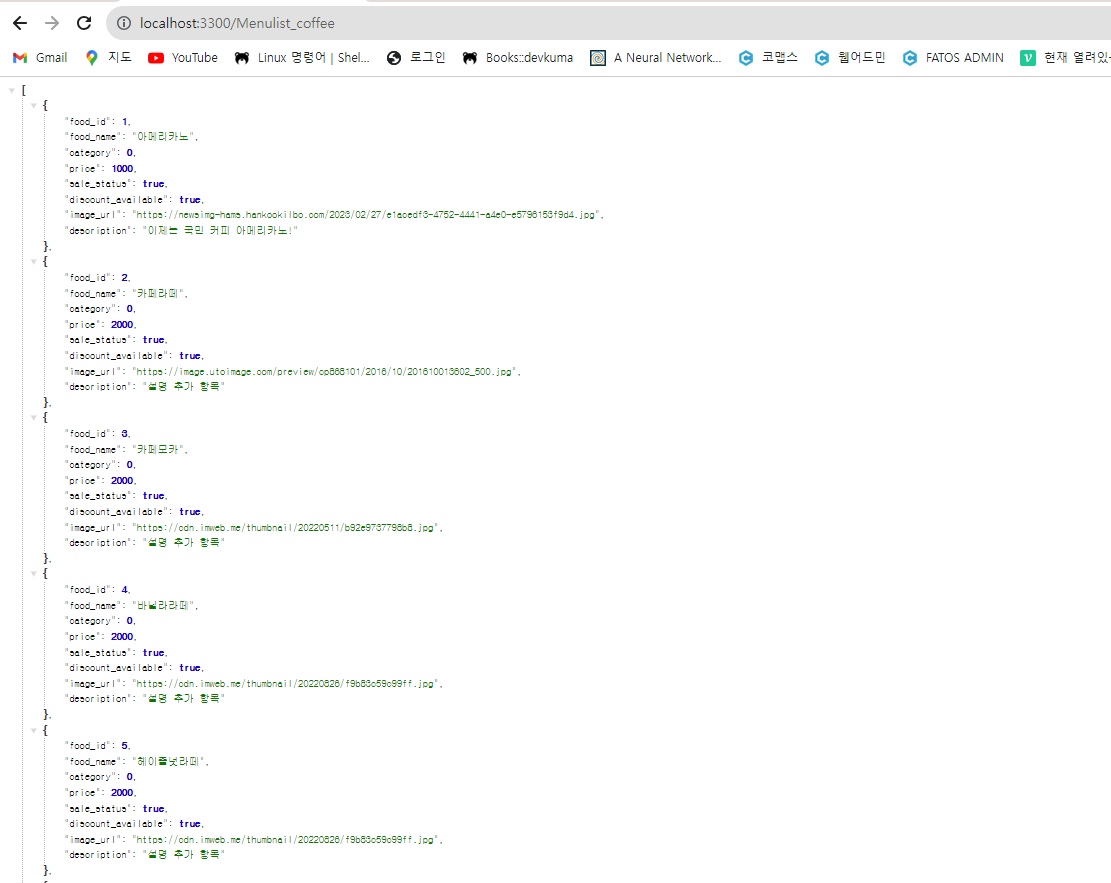 localhost:3300/Menulist_coffee
Gmail 지도 YouTube Linux 명령어 | Shel... 로그인 Books::devkuma A Neural Network... 코맵스 웹어드민 FATOS ADMIN 현재 열려있
[
{
"food_id": 1,
"food_name": "아메리카노",
"category": 0,
"price": 1000,
"sale_status": true,
"discount_available": true,
"image_url": "https://newsimg-hams.hankookilbo.com/2023/02/27/e1acedf3-4752-4441-a4e0-e5796153f9d4.jpg",
"description": "이제는 국민 커피 아메리카노!"
},
{
"food_id": 2,
"food_name": "카페라떼",
"category": 0,
"price": 2000,
"sale_status": true,
"discount_available": true,
"image_url": "https://image.utoimage.com/preview/cp868101/2016/10/201610013602_500.jpg",
"description": "설명 추가 항목"
},
{
"food_id": 3,
"food_name": "카페모카",
"category": 0,
"price": 2000,
"sale_status": true,
"discount_available": true,
"image_url": "https://cdn.imweb.me/thumbnail/20220511/b92e9737798b8.jpg",
"description": "설명 추가 항목"
},
{
"food_id": 4,
"food_name": "바닐라라떼",
"category": 0,
"price": 2000,
"sale_status": true,
"discount_available": true,
"image_url": "https://cdn.imweb.me/thumbnail/20220826/f9b83c59c99ff.jpg",
"description": "설명 추가 항목"
},
{
"food_id": 5,
"food_name": "헤이즐넛라떼",
"category": 0,
"price": 2000,
"sale_status": true,
"discount_available": true,
"image_url": "https://cdn.imweb.me/thumbnail/20220826/f9b83c59c99ff.jpg",
"description": "설명 추가 항목"
},